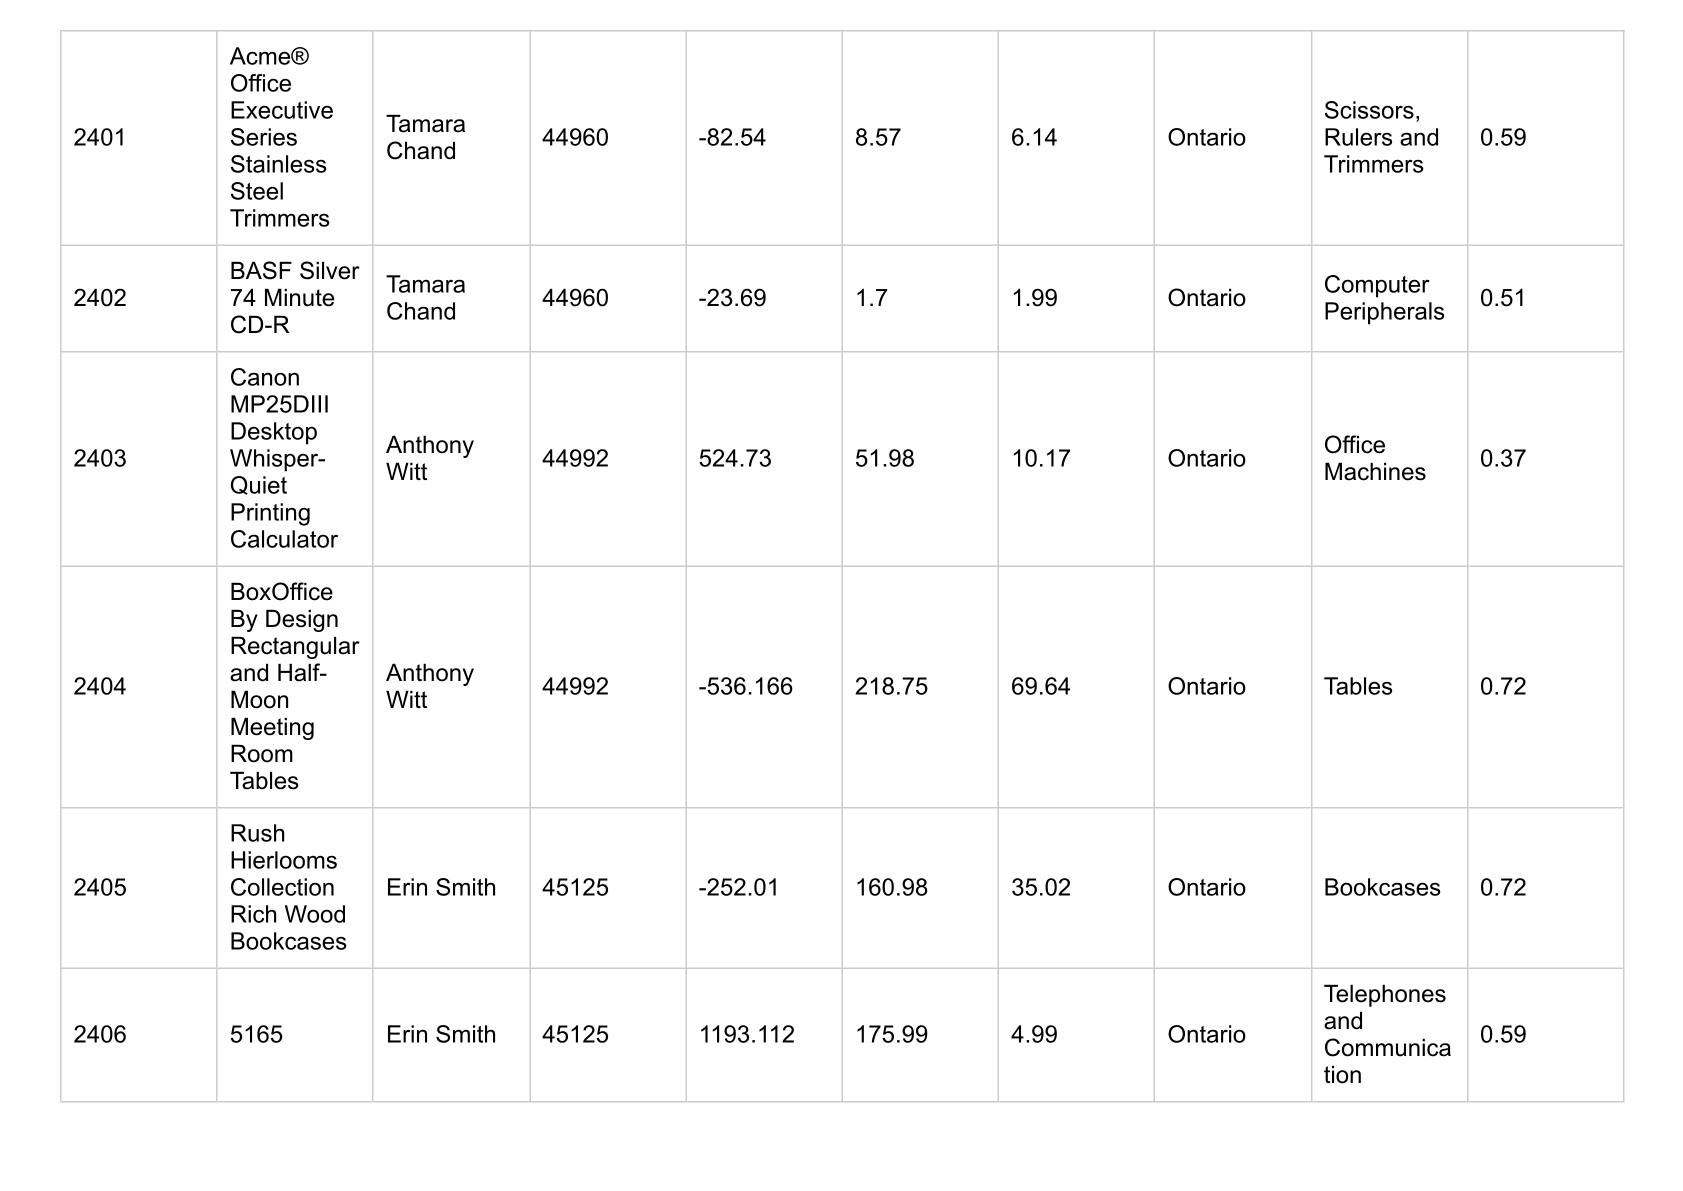 2401
Acme®
Office
Executive
Series
Stainless
Steel
Trimmers
Tamara
Chand
44960
-82.54
8.57
6.14
Ontario
Scissors,
Rulers and
Trimmers
0.59
2402
BASF Silver
74 Minute
CD-R
Tamara
Chand
44960
-23.69
1.7
1.99
Ontario
Computer
Peripherals
0.51
2403
Canon
MP25DIII
Desktop
Whisper-
Quiet
Printing
Calculator
Anthony
Witt
44992
524.73
51.98
10.17
Ontario
Office
Machines
0.37
2404
BoxOffice
By Design
Rectangular
and Half-
Moon
Meeting
Room
Tables
Anthony
Witt
44992
-536.166
218.75
69.64
Ontario
Tables
0.72
2405
Rush
Hierlooms
Collection
Rich Wood
Bookcases
Erin Smith
45125
-252.01
160.98
35.02
Ontario
Bookcases
0.72
2406
5165
Erin Smith
45125
1193.112
175.99
4.99
Ontario
Telephones
and
Communica
tion
0.59